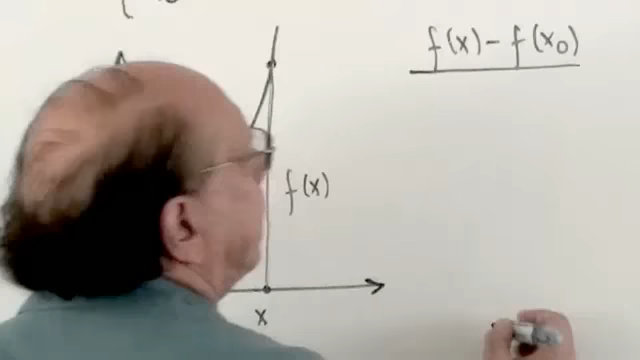 f(x) - f(x₀)
f(x)
x